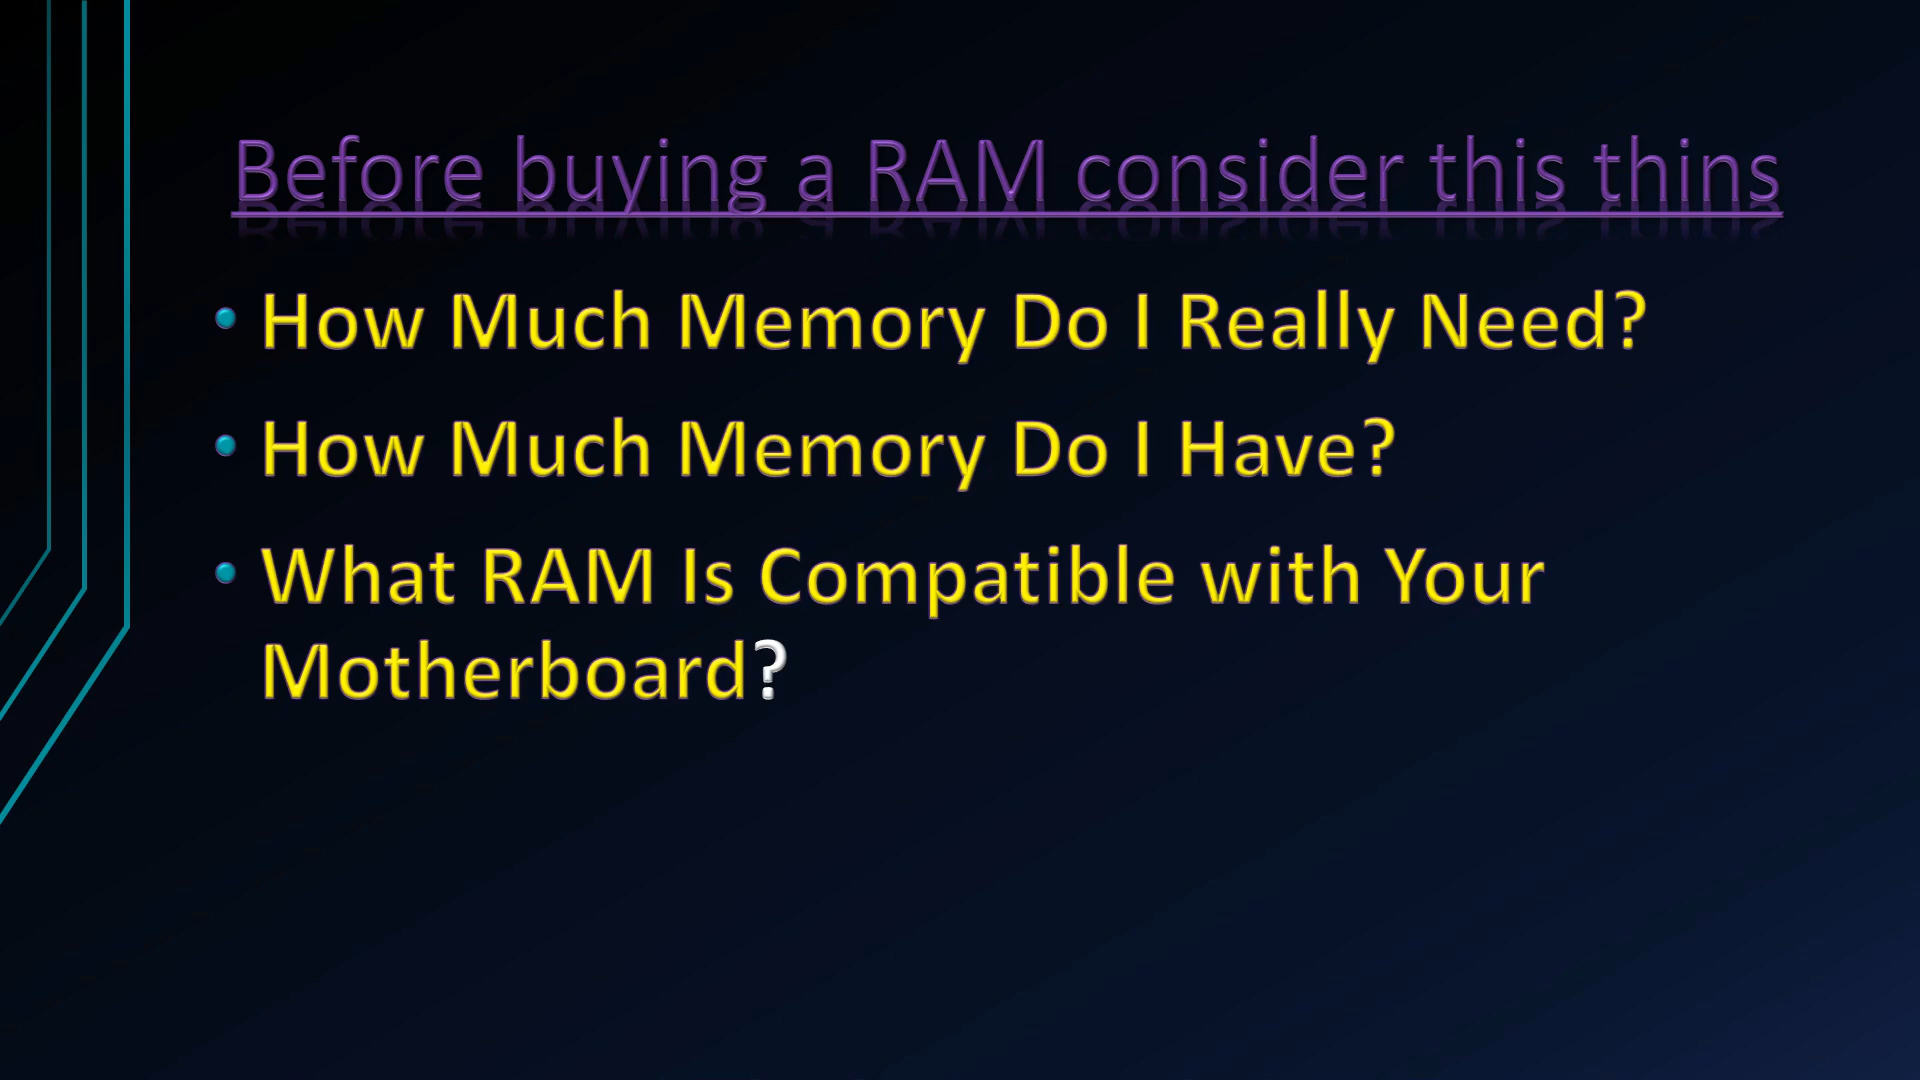 Before buying a RAM consider this thins
• How Much Memory Do I Really Need?
• How Much Memory Do I Have?
• What RAM Is Compatible with Your
Motherboard?